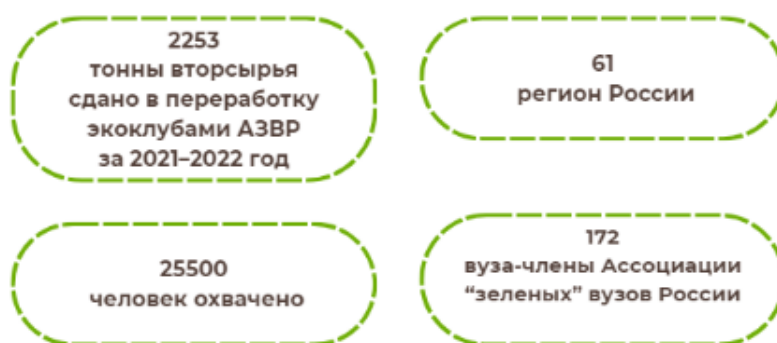 2253
тонны вторсырья
сдано в переработку
экоклубами АЗВР
за 2021–2022 год
61
регион России
25500
человек охвачено
172
вуза-члены Ассоциации
“зеленых” вузов России